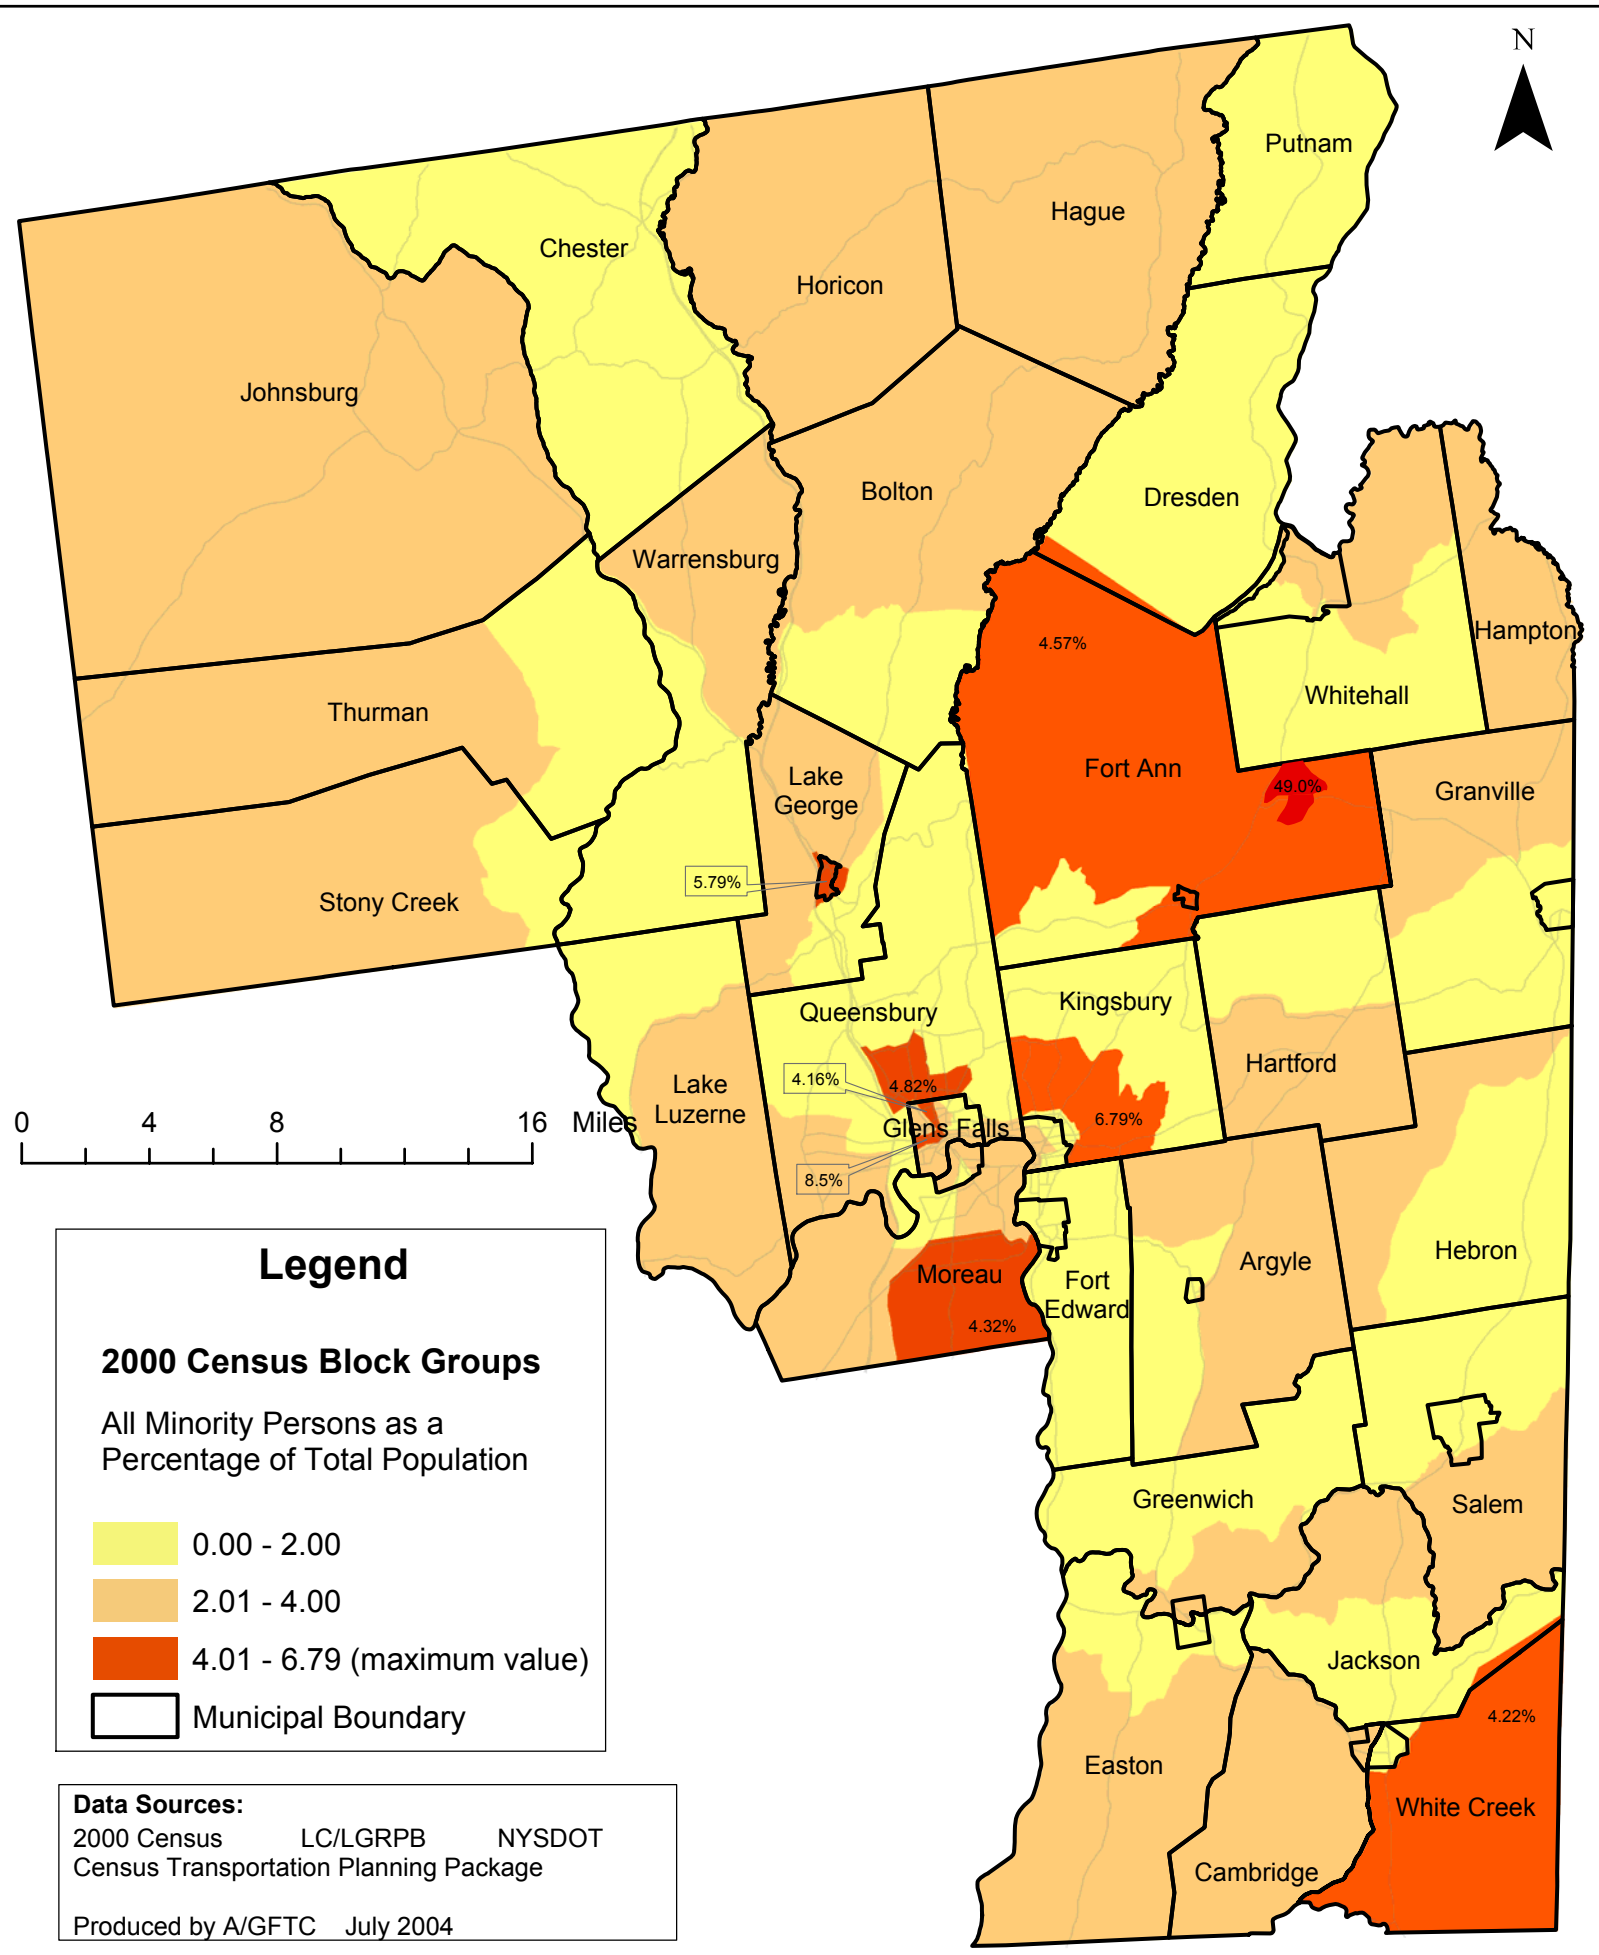 N
Putnam
Hague
Chester
Horicon
Johnsburg
Bolton
Dresden
Warrensburg
Hampton
4.57%
Whitehall
Thurman
Fort Ann
Lake
George
49.0%
Granville
5.79%
Stony Creek
Kingsbury
Queensbury
Hartford
4.16%
4.82%
Lake
Luzerne
6.79%
Glens Falls
8.5%
0 4 8 16 Miles
Hebron
Argyle
Moreau
Fort
Edward
4.32%
Legend
2000 Census Block Groups
All Minority Persons as a
Percentage of Total Population
0.00 - 2.00
2.01 - 4.00
4.01 - 6.79 (maximum value)
Municipal Boundary
Greenwich
Salem
Jackson
4.22%
Easton
White Creek
Cambridge
Data Sources:
2000 Census LC/LGRPB NYSDOT
Census Transportation Planning Package
Produced by A/GFTC July 2004